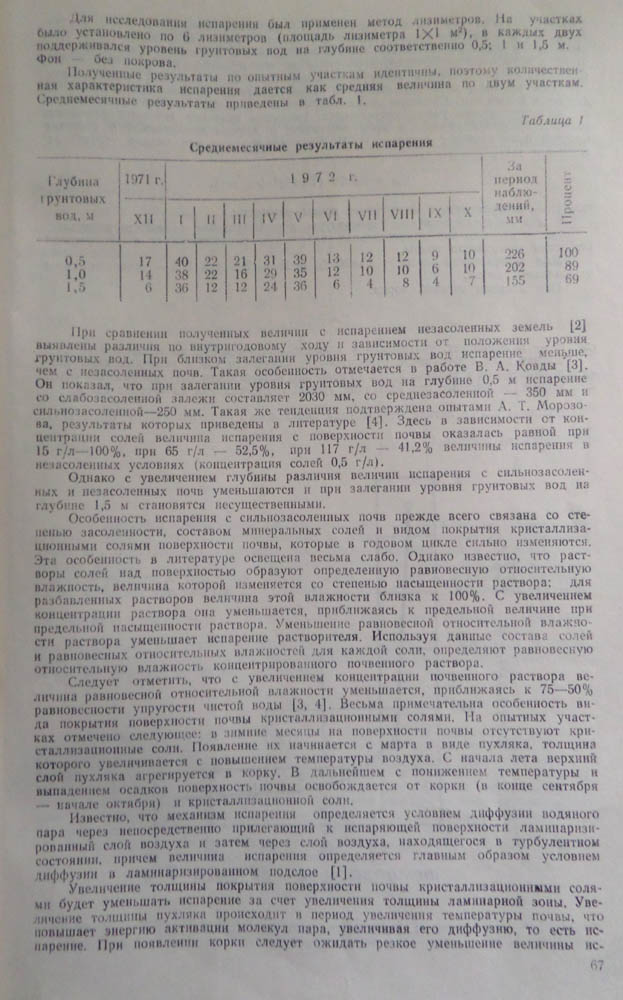 Для исследования испарения был применен метод лизиметров. На участках
было установлено по 6 лизиметров (площадь лизиметра 1×1 м²), в каждых двух
поддерживался уровень грунтовых вод на глубине соответственно 0,5; 1 и 1,5 м.
Фон — без покрова.
Полученные результаты по опытным участкам идентичны, поэтому количествен-
ная характеристика испарения дается как средняя величина по двум участкам.
Среднемесячные результаты приведены в табл. 1.
Таблица 1
Среднемесячные результаты испарения
Глубина грунтовых вод, м | 1971 г. | 1972 г. | За период наблю-дений, мм | Процент
XII | I | II | III | IV | V | VI | VII | VIII | IX | X
0,5 17 40 22 21 31 39 13 12 12 9 10 226 100
1,0 14 38 22 16 29 35 12 10 10 6 10 202 89
1,5 6 36 12 12 24 36 6 4 8 4 7 155 69
При сравнении полученных величин с испарением незасоленных земель [2]
выявлены различия по внутригодовому ходу и зависимости от положения уровня
грунтовых вод. При близком залегании уровня грунтовых вод испарение меньше,
чем с незасоленных почв. Такая особенность отмечается в работе В. А. Ковды [3].
Он показал, что при залегании уровня грунтовых вод на глубине 0,5 м испарение
со слабозасоленной залежи составляет 2030 мм, со среднезасоленной — 350 мм и
сильнозасоленной—250 мм. Такая же тенденция подтверждена опытами А. Т. Морозо-
ва, результаты которых приведены в литературе [4]. Здесь в зависимости от кон-
центрации солей величина испарения с поверхности почвы оказалась равной при
15 г/л—100%, при 65 г/л — 52,5%, при 117 г/л — 41,2% величины испарения в
незасоленных условиях (концентрация солей 0,5 г/л).
Однако с увеличением глубины различия величин испарения с сильнозасолен-
ных и незасоленных почв уменьшаются и при залегании уровня грунтовых вод на
глубине 1,5 м становятся несущественными.
Особенность испарения с сильнозасоленных почв прежде всего связана со сте-
пенью засоленности, составом минеральных солей и видом покрытия кристаллиза-
ционными солями поверхности почвы, которые в годовом цикле сильно изменяются.
Эта особенность в литературе освещена весьма слабо. Однако известно, что раст-
воры солей над поверхностью образуют определенную равновесную относительную
влажность, величина которой изменяется со степенью насыщенности раствора; для
разбавленных растворов величина этой влажности близка к 100%. С увеличением
концентрации раствора она уменьшается, приближаясь к предельной величине при
предельной насыщенности раствора. Уменьшение равновесной относительной влажно-
сти раствора уменьшает испарение растворителя. Используя данные состава солей
и равновесных относительных влажностей для каждой соли, определяют равновесную
относительную влажность концентрированного почвенного раствора.
Следует отметить, что с увеличением концентрации почвенного раствора ве-
личина равновесной относительной влажности уменьшается, приближаясь к 75—50%
равновесности упругости чистой воды [3, 4]. Весьма примечательна особенность ви-
да покрытия поверхности почвы кристаллизационными солями. На опытных участ-
ках отмечено следующее: в зимние месяцы на поверхности почвы отсутствуют кри-
сталлизационные соли. Появление их начинается с марта в виде пухляка, толщина
которого увеличивается с повышением температуры воздуха. С начала лета верхний
слой пухляка агрегируется в корку. В дальнейшем с понижением температуры и
выпадением осадков поверхность почвы освобождается от корки (в конце сентября
— начале октября) и кристаллизационной соли.
Известно, что механизм испарения определяется условием диффузии водяного
пара через непосредственно прилегающий к испаряющей поверхности ламинаризи-
рованный слой воздуха и затем через слой воздуха, находящегося в турбулентном
состоянии, причем величина испарения определяется главным образом условием
диффузии в ламинаризированном подслое [1].
Увеличение толщины покрытия поверхности почвы кристаллизационными соля-
ми будет уменьшать испарение за счет увеличения толщины ламинарной зоны. Уве-
личение толщины пухляка происходит в период увеличения температуры почвы, что
повышает энергию активации молекул пара, увеличивая его диффузию, то есть ис-
парение. При появлении корки следует ожидать резкое уменьшение величины ис-
67